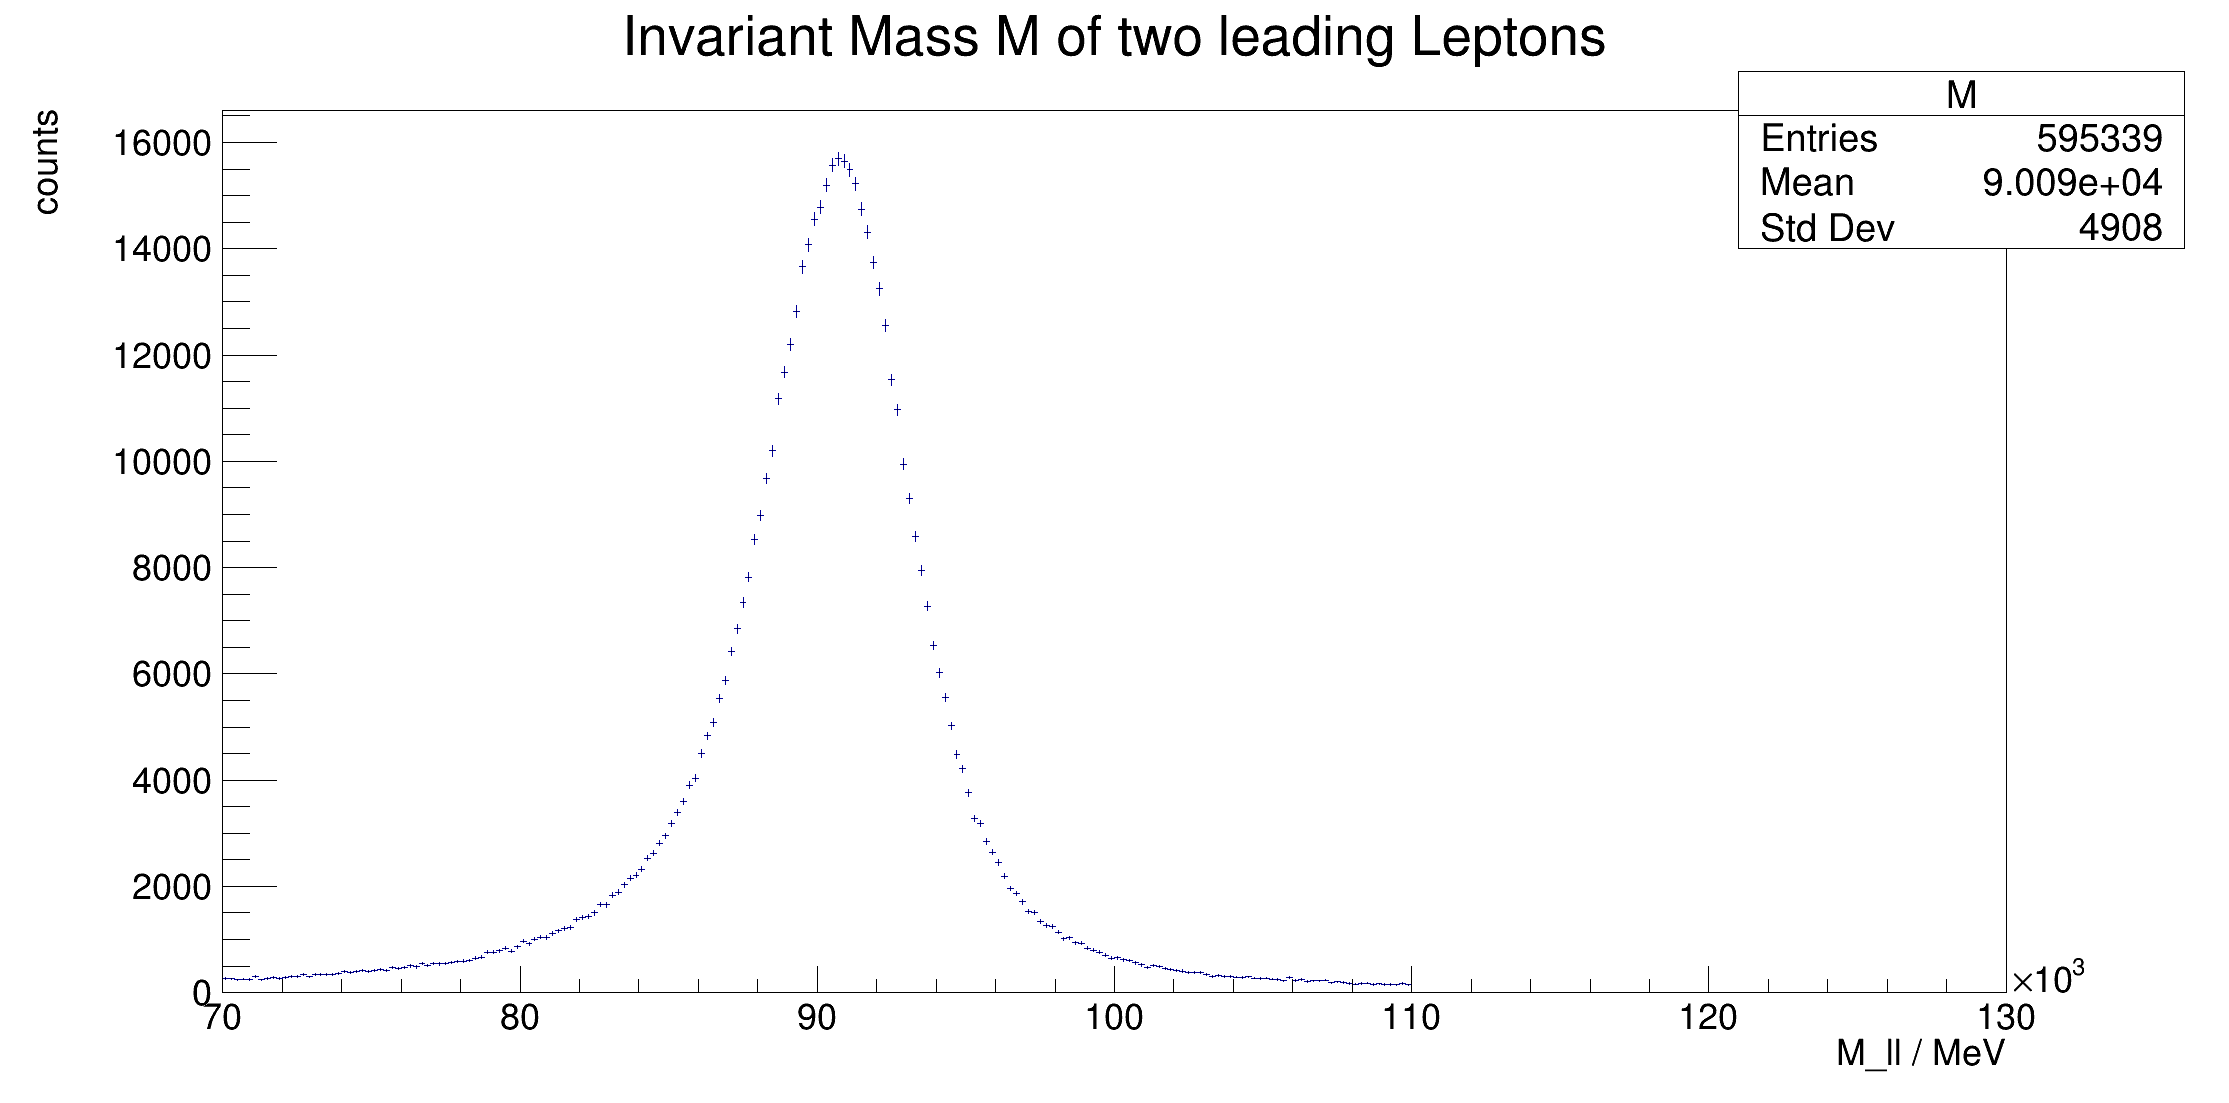 Invariant Mass M of two leading Leptons
M
Entries 595339
Mean 9.009e+04
Std Dev 4908
counts
16000
14000
12000
10000
8000
6000
4000
2000
0
70 80 90 100 110 120 130
×10³
M_ll / MeV